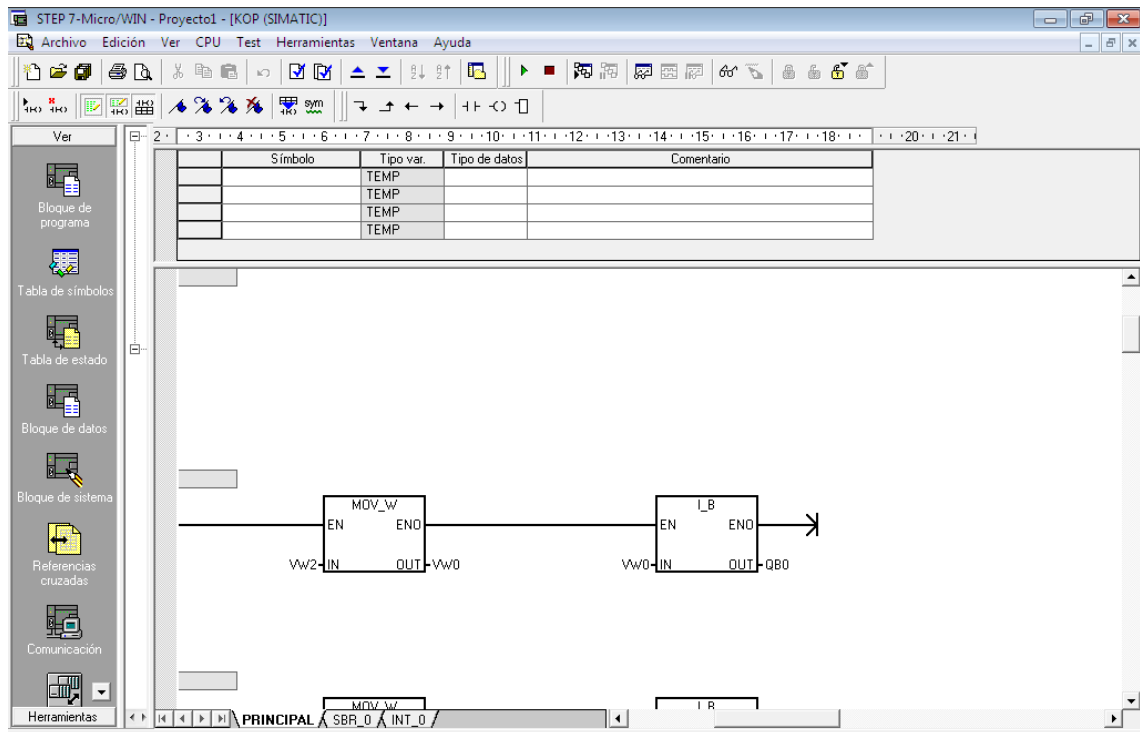 STEP 7-Micro/WIN - Proyecto1 - [KOP (SIMATIC)]
Archivo Edición Ver CPU Test Herramientas Ventana Ayuda
sym
Ver
2 · 3 · 4 · 5 · 6 · 7 · 8 · 9 · 10 · 11 · 12 · 13 · 14 · 15 · 16 · 17 · 18 · 20 · 21
Símbolo Tipo var. Tipo de datos Comentario
TEMP
TEMP
TEMP
TEMP
Bloque de
programa
Tabla de símbolos
Tabla de estado
Bloque de datos
Bloque de sistema
Referencias
cruzadas
Comunicación
Herramientas
MOV_W I_B
EN ENO EN ENO
VW2 IN OUT VW0 VW0 IN OUT QB0
MOV_W I_B
PRINCIPAL SBR_0 INT_0